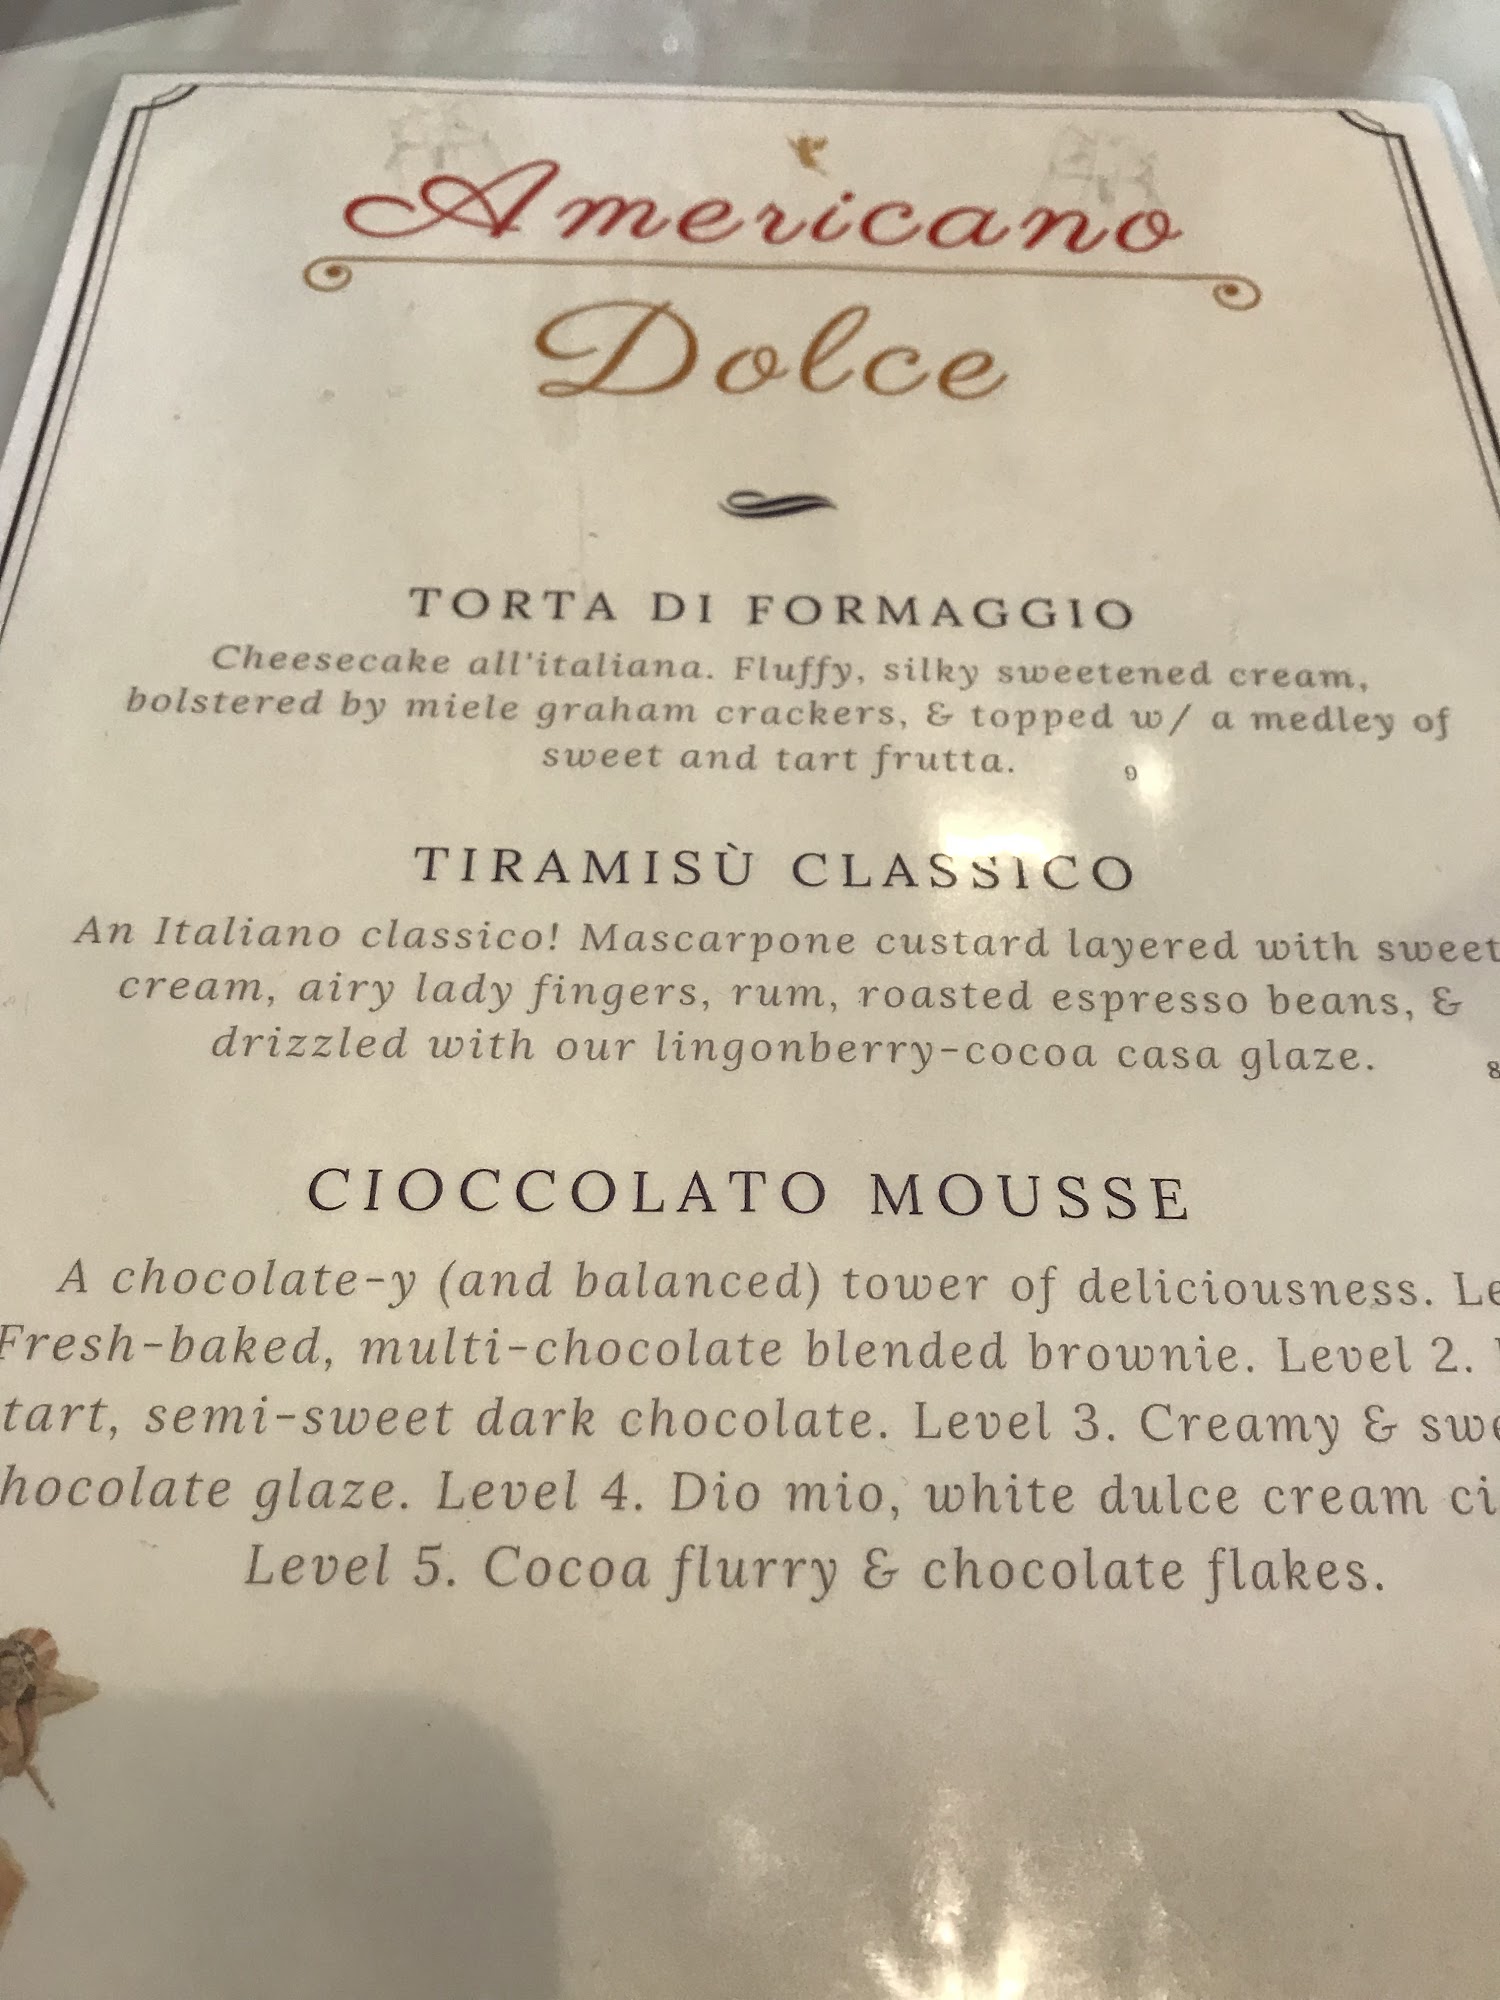 Americano
Dolce
TORTA DI FORMAGGIO
Cheesecake all'italiana. Fluffy, silky sweetened cream,
bolstered by miele graham crackers, & topped w/ a medley of
sweet and tart frutta. 9
TIRAMISÙ CLASSICO
An Italiano classico! Mascarpone custard layered with sweet
cream, airy lady fingers, rum, roasted espresso beans, &
drizzled with our lingonberry-cocoa casa glaze. 8
CIOCCOLATO MOUSSE
A chocolate-y (and balanced) tower of deliciousness.
Fresh-baked, multi-chocolate blended brownie. Level 2.
tart, semi-sweet dark chocolate. Level 3. Creamy &
hocolate glaze. Level 4. Dio mio, white dulce cream
Level 5. Cocoa flurry & chocolate flakes.